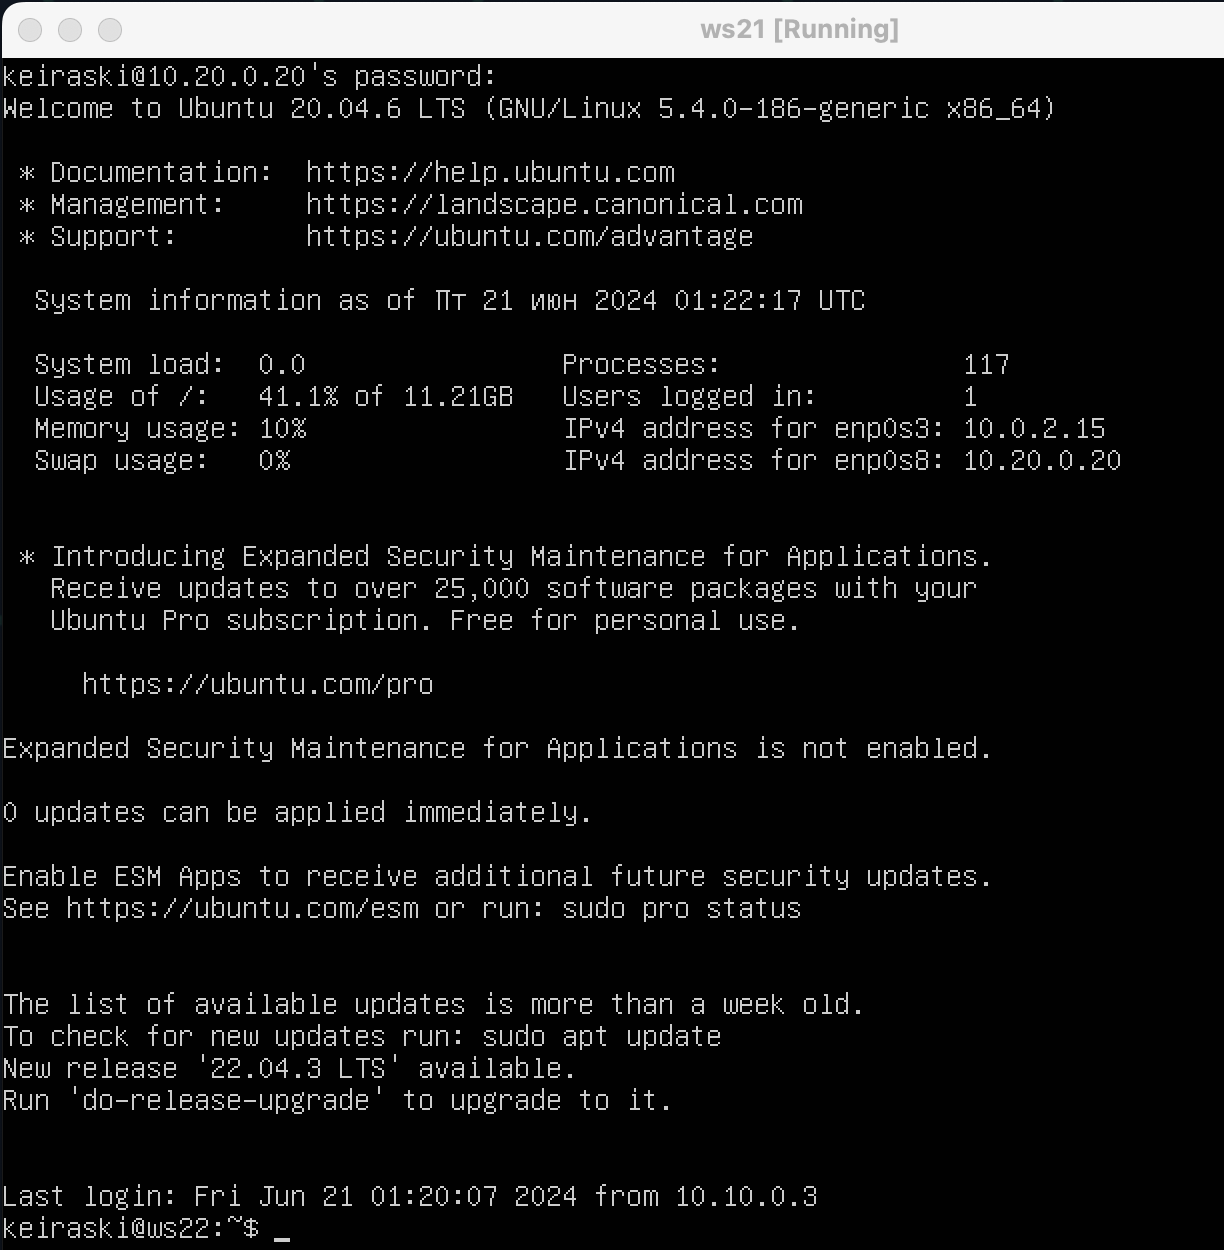 ws21 [Running]
keiraski@10.20.0.20's password:
Welcome to Ubuntu 20.04.6 LTS (GNU/Linux 5.4.0-186-generic x86_64)
* Documentation:  https://help.ubuntu.com
* Management:     https://landscape.canonical.com
* Support:        https://ubuntu.com/advantage
System information as of Пт 21 июн 2024 01:22:17 UTC
System load:  0.0                Processes:               117
Usage of /:   41.1% of 11.21GB   Users logged in:         1
Memory usage: 10%                IPv4 address for enp0s3: 10.0.2.15
Swap usage:   0%                 IPv4 address for enp0s8: 10.20.0.20
* Introducing Expanded Security Maintenance for Applications.
Receive updates to over 25,000 software packages with your
Ubuntu Pro subscription. Free for personal use.
https://ubuntu.com/pro
Expanded Security Maintenance for Applications is not enabled.
0 updates can be applied immediately.
Enable ESM Apps to receive additional future security updates.
See https://ubuntu.com/esm or run: sudo pro status
The list of available updates is more than a week old.
To check for new updates run: sudo apt update
New release '22.04.3 LTS' available.
Run 'do-release-upgrade' to upgrade to it.
Last login: Fri Jun 21 01:20:07 2024 from 10.10.0.3
keiraski@ws22:~$ _